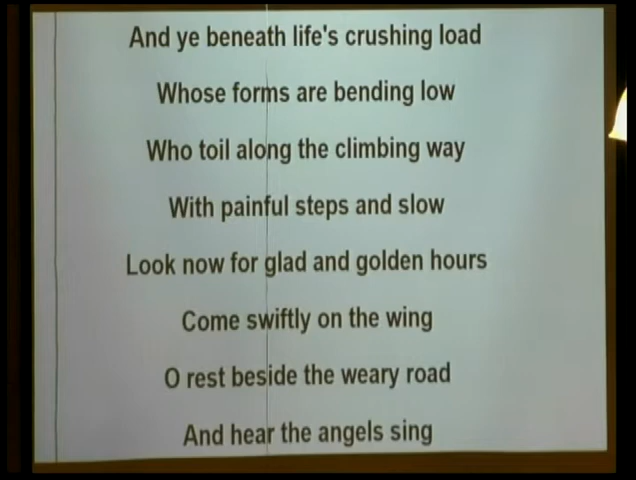 And ye beneath life's crushing load
Whose forms are bending low
Who toil along the climbing way
With painful steps and slow
Look now for glad and golden hours
Come swiftly on the wing
O rest beside the weary road
And hear the angels sing